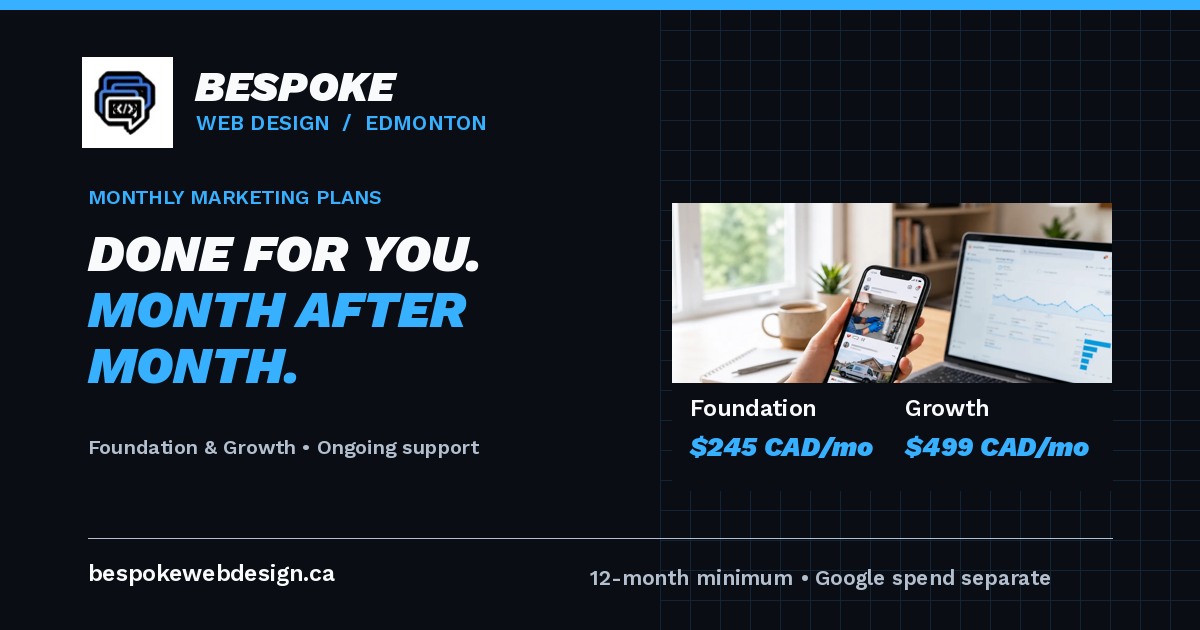 BESPOKE
WEB DESIGN / EDMONTON
MONTHLY MARKETING PLANS
DONE FOR YOU.
MONTH AFTER
MONTH.
Foundation & Growth • Ongoing support
Foundation
$245 CAD/mo
Growth
$499 CAD/mo
bespokewebdesign.ca
12-month minimum • Google spend separate